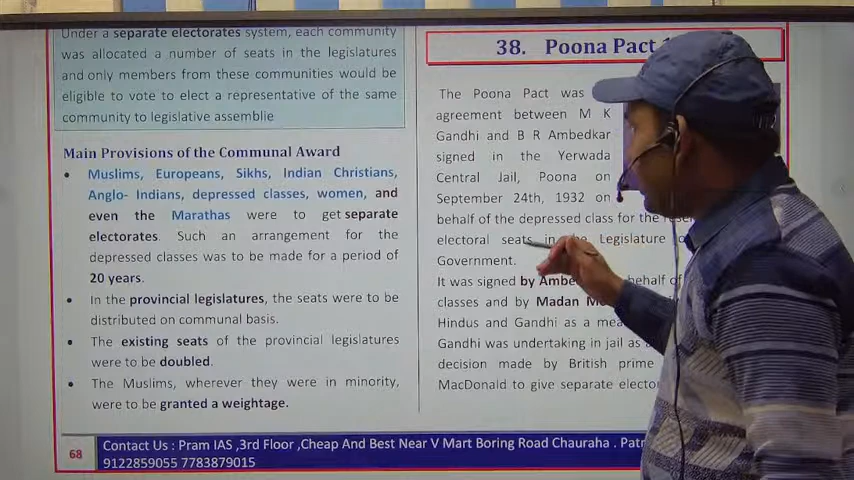 Under a separate electorates system, each community
was allocated a number of seats in the legislatures
and only members from these communities would be
eligible to vote to elect a representative of the same
community to legislative assemblie
Main Provisions of the Communal Award
• Muslims, Europeans, Sikhs, Indian Christians,
Anglo- Indians, depressed classes, women, and
even the Marathas were to get separate
electorates. Such an arrangement for the
depressed classes was to be made for a period of
20 years.
• In the provincial legislatures, the seats were to be
distributed on communal basis.
• The existing seats of the provincial legislatures
were to be doubled.
• The Muslims, wherever they were in minority,
were to be granted a weightage.
38. Poona Pact 1
The Poona Pact was
agreement between M K
Gandhi and B R Ambedkar
signed in the Yerwada
Central Jail, Poona on
September 24th, 1932 on
behalf of the depressed class for the
electoral seats in the Legislature
Government.
It was signed by behalf of
classes and by Madan
Hindus and Gandhi as a
Gandhi was undertaking in jail as
decision made by British prime
MacDonald to give separate
68
Contact Us : Pram IAS ,3rd Floor ,Cheap And Best Near V Mart Boring Road Chauraha .
9122859055 7783879015